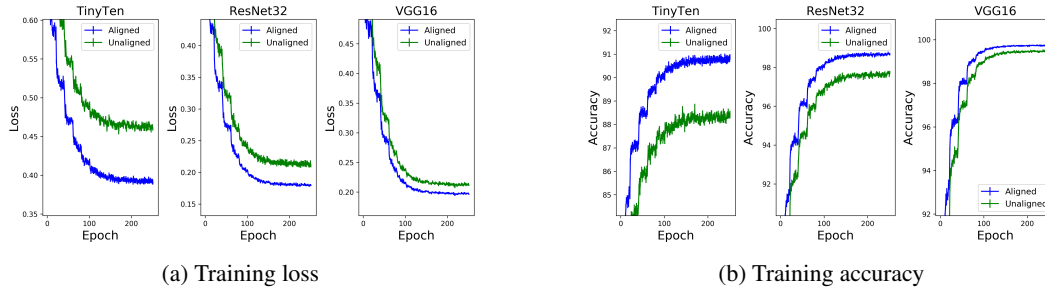 TinyTen
ResNet32
VGG16
Loss
0.60
0.55
0.50
0.45
0.40
0.35
Aligned
Unaligned
0 100 200
Epoch
Loss
0.40
0.35
0.30
0.25
0.20
0.15
Aligned
Unaligned
0 100 200
Epoch
Loss
0.45
0.40
0.35
0.30
0.25
0.20
Aligned
Unaligned
0 100 200
Epoch
(a) Training loss
TinyTen
ResNet32
VGG16
Accuracy
92
91
90
89
88
87
86
85
Aligned
Unaligned
0 100 200
Epoch
Accuracy
98
96
94
92
Aligned
Unaligned
0 100 200
Epoch
Accuracy
100
98
96
94
92
Aligned
Unaligned
0 100 200
Epoch
(b) Training accuracy